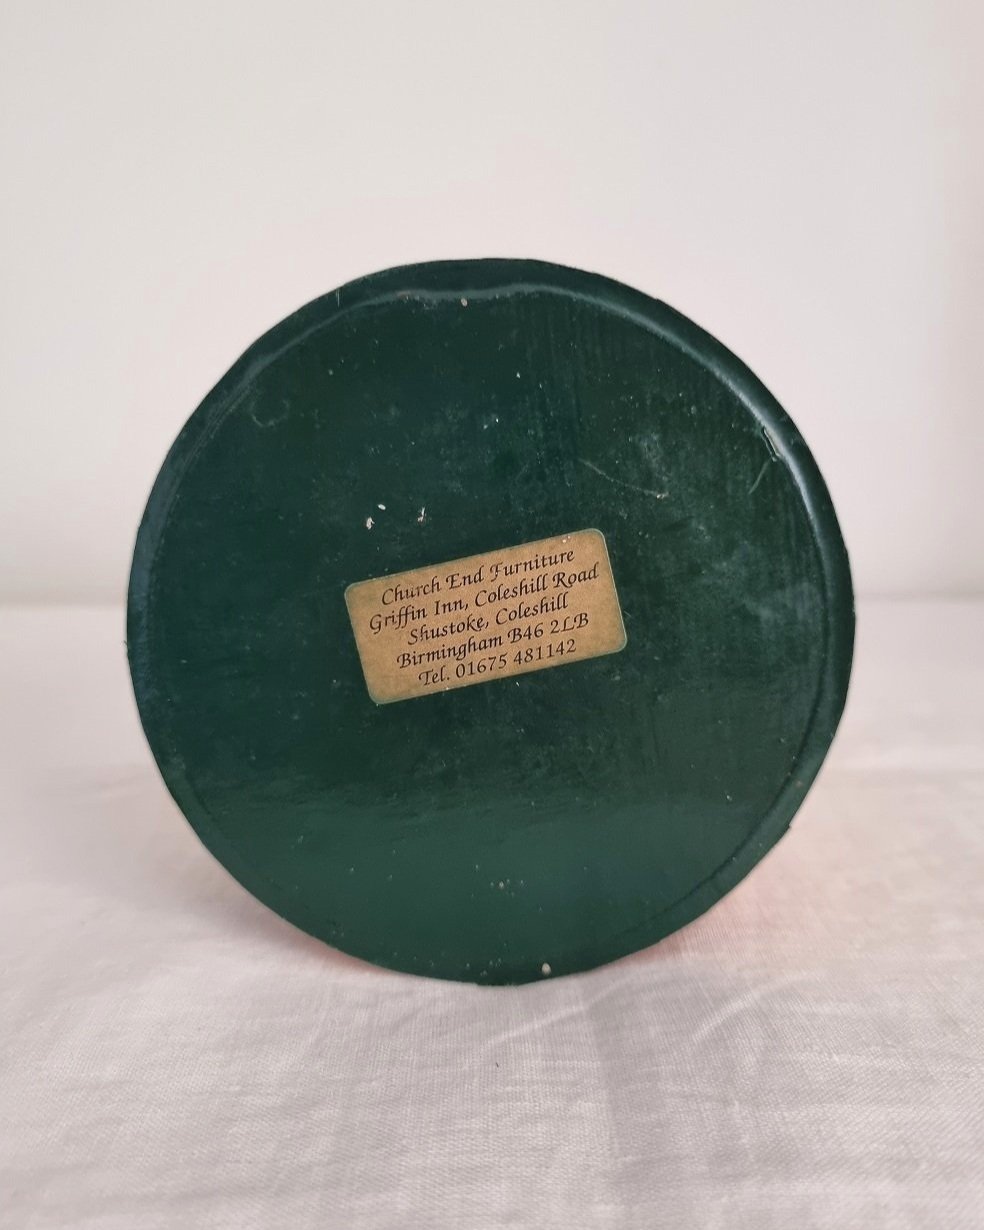 Church End Furniture
Griffin Inn, Coleshill Road
Shustoke, Coleshill
Birmingham B46 2LB
Tel. 01675 481142